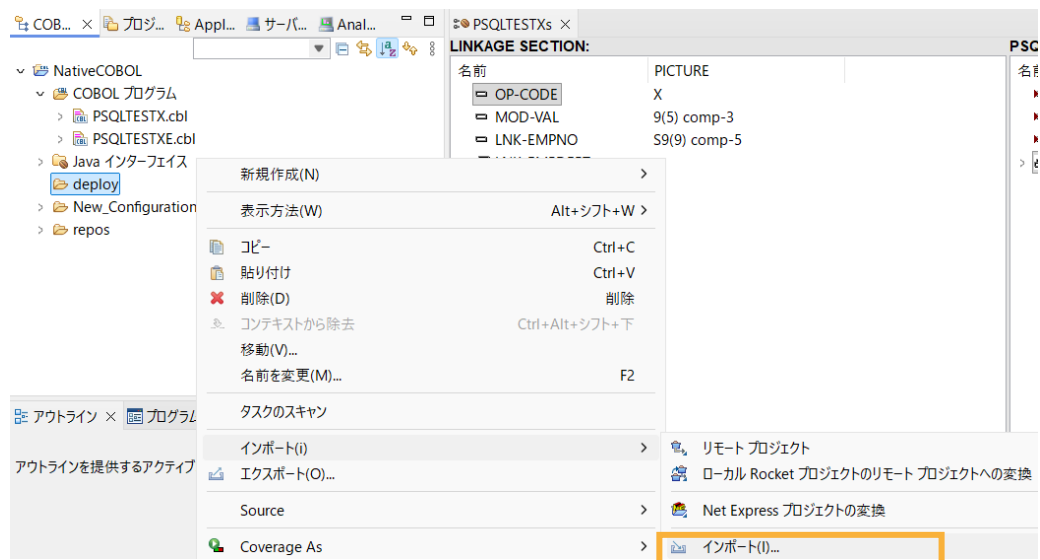 COB... プロジ... Appl... サーバ... Anal...
NativeCOBOL
COBOL プログラム
PSQLTESTX.cbl
PSQLTESTXE.cbl
Java インターフェイス
deploy
New_Configuration
repos
アウトライン プログラム
アウトラインを提供するアクティブ
PSQLTESTXs
LINKAGE SECTION:
名前 PICTURE
OP-CODE X
MOD-VAL 9(5) comp-3
LNK-EMPNO S9(9) comp-5
PSQ
名前
新規作成(N)
表示方法(W) Alt+シフト+W
コピー Ctrl+C
貼り付け Ctrl+V
削除(D) 削除
コンテキストから除去 Ctrl+Alt+シフト+下
移動(V)...
名前を変更(M)... F2
タスクのスキャン
インポート(i)
エクスポート(O)...
Source
Coverage As
リモート プロジェクト
ローカル Rocket プロジェクトのリモート プロジェクトへの変換
Net Express プロジェクトの変換
インポート(I)...